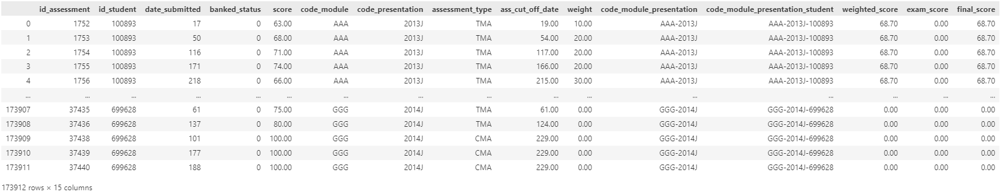 id_assessment id_student date_submitted banked_status score code_module code_presentation assessment_type ass_cut_off_date weight code_module_presentation code_module_presentation_student weighted_score exam_score final_score
0 1752 100893 17 0 63.00 AAA 2013J TMA 19.00 10.00 AAA-2013J AAA-2013J-100893 68.70 0.00 68.70
1 1753 100893 50 0 68.00 AAA 2013J TMA 54.00 20.00 AAA-2013J AAA-2013J-100893 68.70 0.00 68.70
2 1754 100893 116 0 71.00 AAA 2013J TMA 117.00 20.00 AAA-2013J AAA-2013J-100893 68.70 0.00 68.70
3 1755 100893 171 0 74.00 AAA 2013J TMA 166.00 20.00 AAA-2013J AAA-2013J-100893 68.70 0.00 68.70
4 1756 100893 218 0 66.00 AAA 2013J TMA 215.00 30.00 AAA-2013J AAA-2013J-100893 68.70 0.00 68.70
... ... ... ... ... ... ... ... ... ... ... ... ... ... ... ...
173907 37435 699628 61 0 75.00 GGG 2014J TMA 61.00 0.00 GGG-2014J GGG-2014J-699628 0.00 0.00 0.00
173908 37436 699628 137 0 80.00 GGG 2014J TMA 124.00 0.00 GGG-2014J GGG-2014J-699628 0.00 0.00 0.00
173909 37438 699628 101 0 100.00 GGG 2014J CMA 229.00 0.00 GGG-2014J GGG-2014J-699628 0.00 0.00 0.00
173910 37439 699628 177 0 100.00 GGG 2014J CMA 229.00 0.00 GGG-2014J GGG-2014J-699628 0.00 0.00 0.00
173911 37440 699628 188 0 100.00 GGG 2014J CMA 229.00 0.00 GGG-2014J GGG-2014J-699628 0.00 0.00 0.00
173912 rows × 15 columns